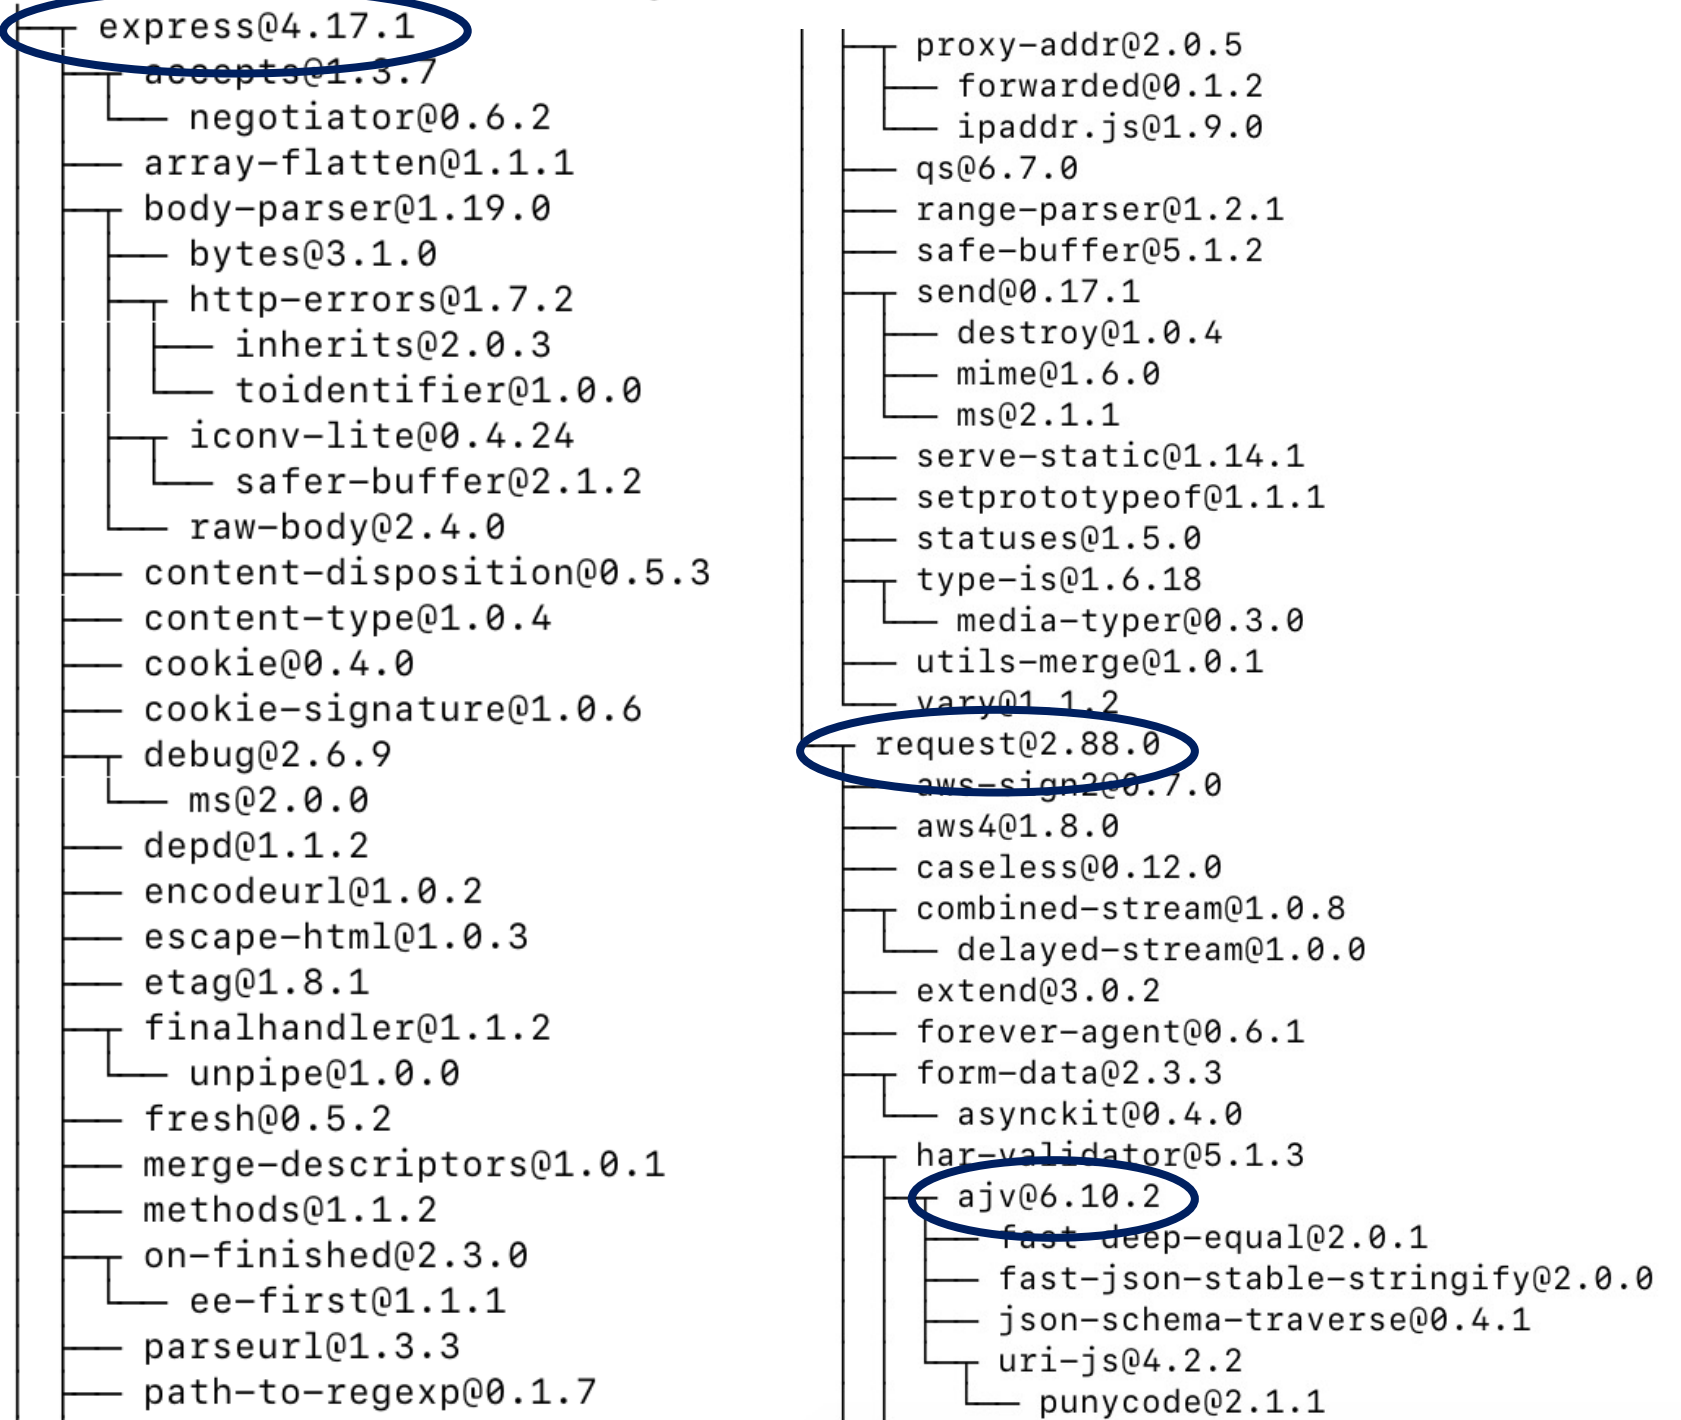 express@4.17.1
accepts@1.3.7
negotiator@0.6.2
array-flatten@1.1.1
body-parser@1.19.0
bytes@3.1.0
http-errors@1.7.2
inherits@2.0.3
toidentifier@1.0.0
iconv-lite@0.4.24
safer-buffer@2.1.2
raw-body@2.4.0
content-disposition@0.5.3
content-type@1.0.4
cookie@0.4.0
cookie-signature@1.0.6
debug@2.6.9
ms@2.0.0
depd@1.1.2
encodeurl@1.0.2
escape-html@1.0.3
etag@1.8.1
finalhandler@1.1.2
unpipe@1.0.0
fresh@0.5.2
merge-descriptors@1.0.1
methods@1.1.2
on-finished@2.3.0
ee-first@1.1.1
parseurl@1.3.3
path-to-regexp@0.1.7
proxy-addr@2.0.5
forwarded@0.1.2
ipaddr.js@1.9.0
qs@6.7.0
range-parser@1.2.1
safe-buffer@5.1.2
send@0.17.1
destroy@1.0.4
mime@1.6.0
ms@2.1.1
serve-static@1.14.1
setprototypeof@1.1.1
statuses@1.5.0
type-is@1.6.18
media-typer@0.3.0
utils-merge@1.0.1
vary@1.1.2
request@2.88.0
aws-sign2@0.7.0
aws4@1.8.0
caseless@0.12.0
combined-stream@1.0.8
delayed-stream@1.0.0
extend@3.0.2
forever-agent@0.6.1
form-data@2.3.3
asynckit@0.4.0
har-validator@5.1.3
ajv@6.10.2
fast-deep-equal@2.0.1
fast-json-stable-stringify@2.0.0
json-schema-traverse@0.4.1
uri-js@4.2.2
punycode@2.1.1